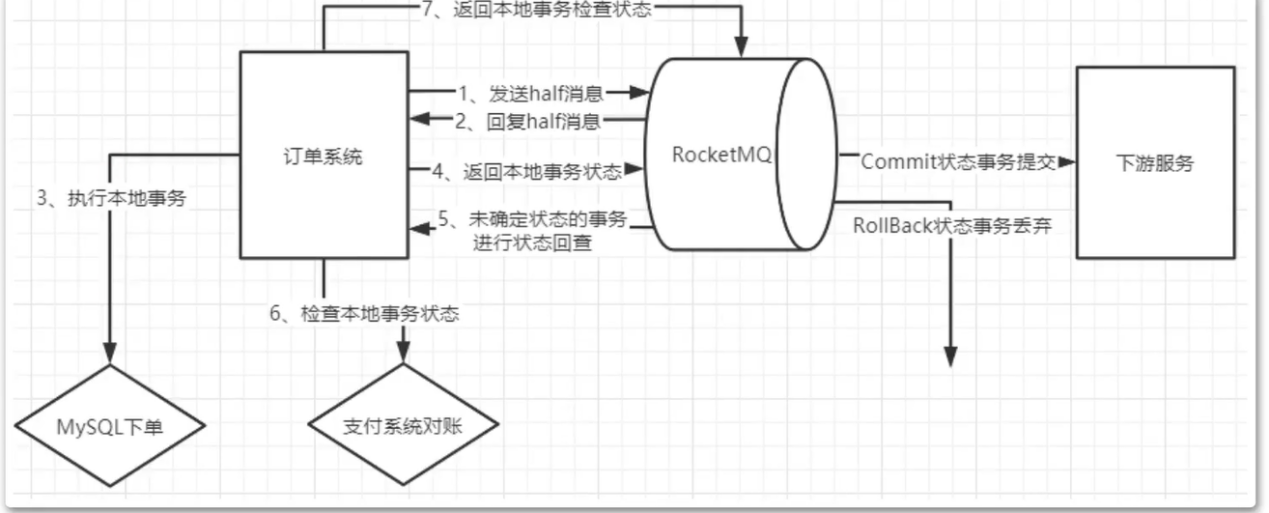 7、返回本地事务检查状态
1、发送half消息
2、回复half消息
订单系统
RocketMQ
Commit状态事务提交
下游服务
4、返回本地事务状态
3、执行本地事务
5、未确定状态的事务
进行状态回查
RollBack状态事务丢弃
6、检查本地事务状态
MySQL下单
支付系统对账